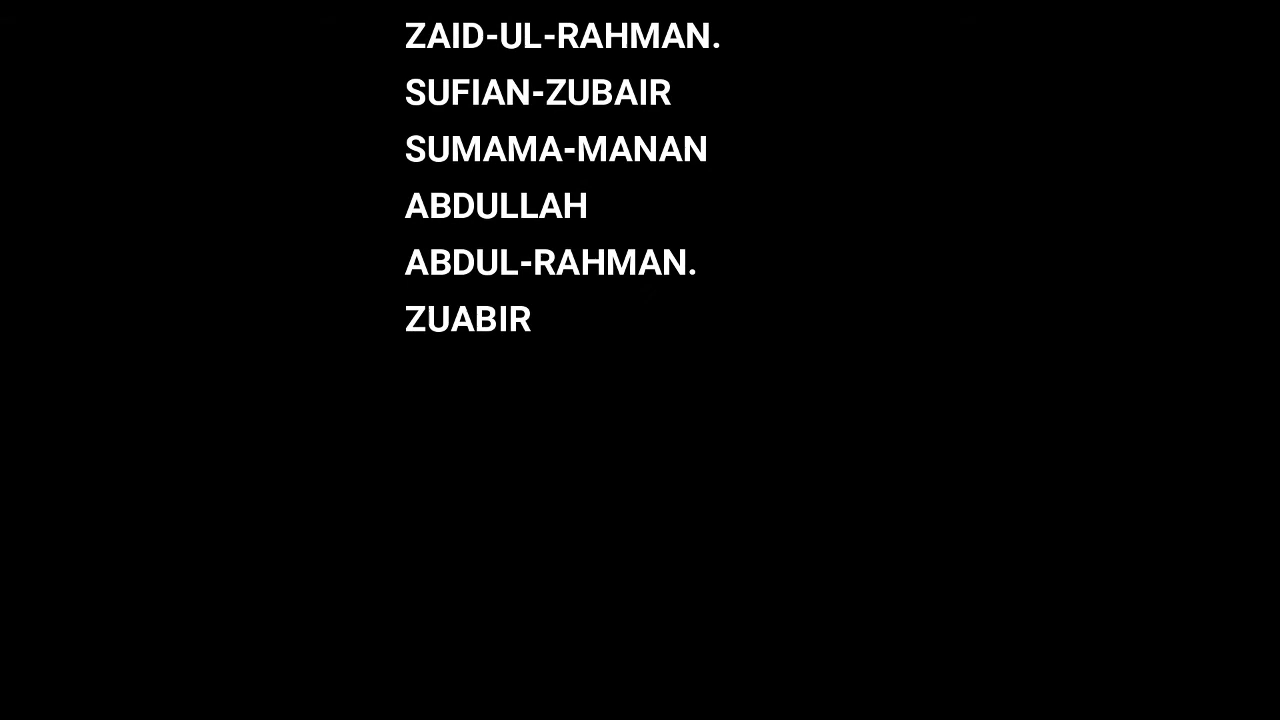 ZAID-UL-RAHMAN.
SUFIAN-ZUBAIR
SUMAMA-MANAN
ABDULLAH
ABDUL-RAHMAN.
ZUABIR